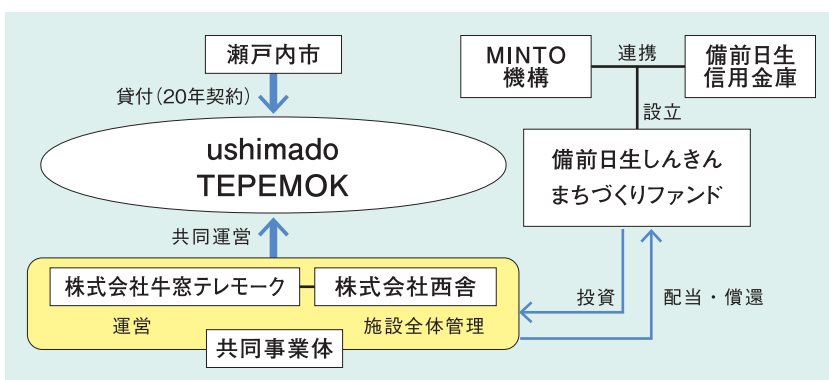 瀬戸内市
貸付(20年契約)
ushimado
TEPEMOK
共同運営
株式会社牛窓テレモーク
株式会社西舎
運営
施設全体管理
共同事業体
MINTO
機構
連携
備前日生
信用金庫
設立
備前日生しんきん
まちづくりファンド
投資
配当・償還